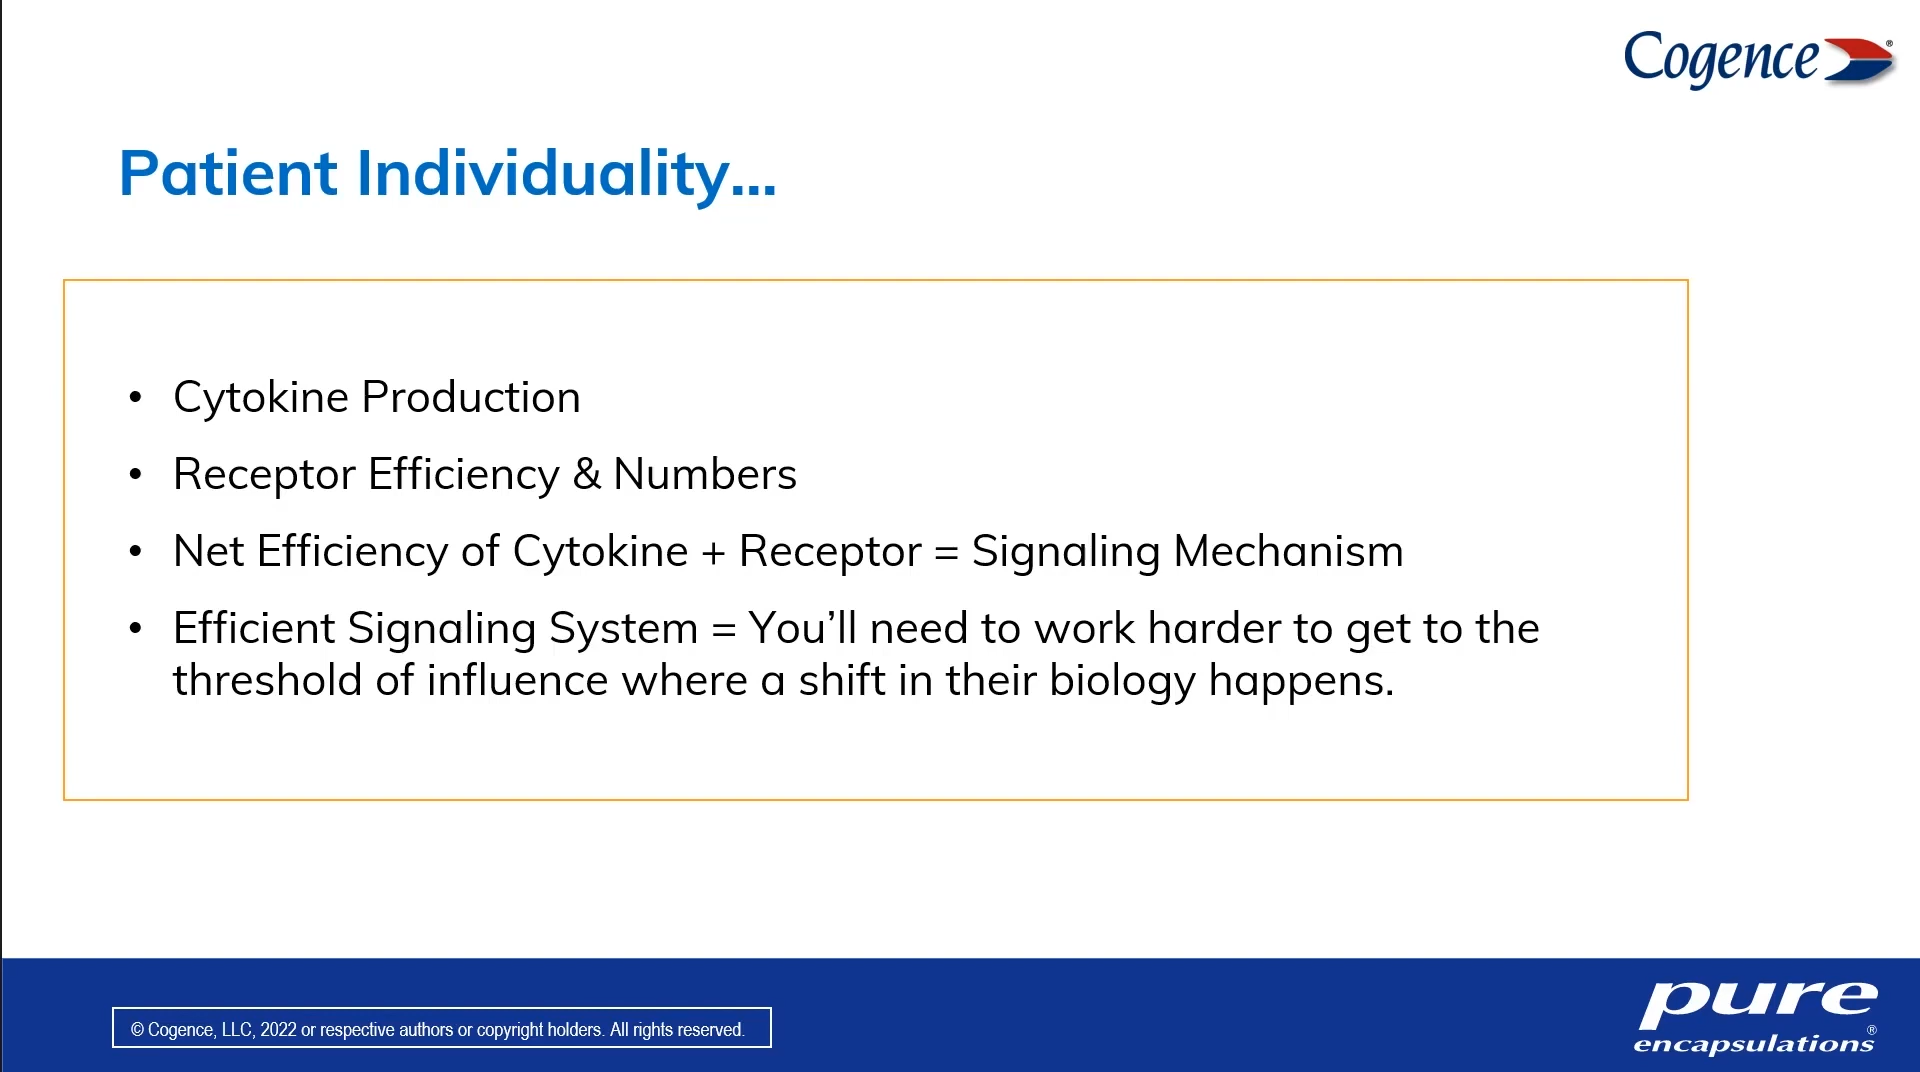 Cogence®
Patient Individuality...
• Cytokine Production
• Receptor Efficiency & Numbers
• Net Efficiency of Cytokine + Receptor = Signaling Mechanism
• Efficient Signaling System = You’ll need to work harder to get to the
threshold of influence where a shift in their biology happens.
© Cogence, LLC, 2022 or respective authors or copyright holders. All rights reserved.
pure
encapsulations®